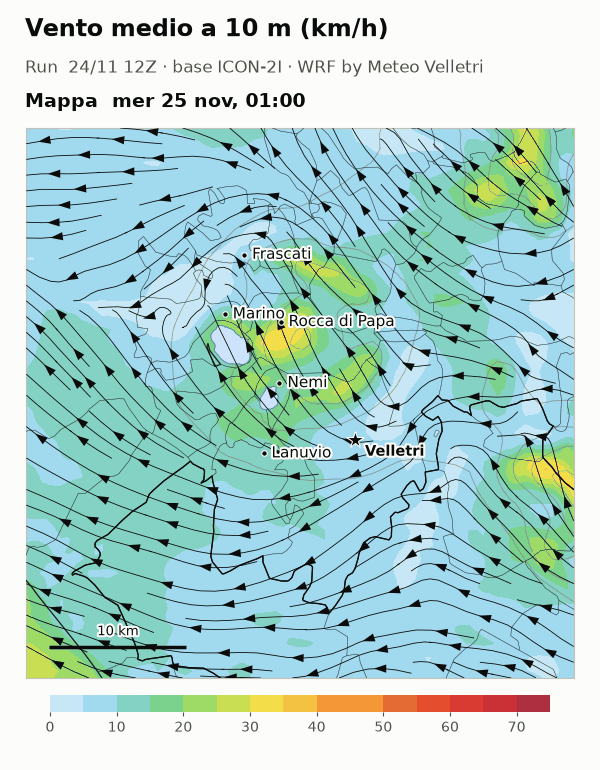 Vento medio a 10 m (km/h)
Run 24/11 12Z · base ICON-2I · WRF by Meteo Velletri
Mappa mer 25 nov, 01:00
Frascati
Marino
Rocca di Papa
Nemi
Lanuvio
Velletri
10 km
0 10 20 30 40 50 60 70